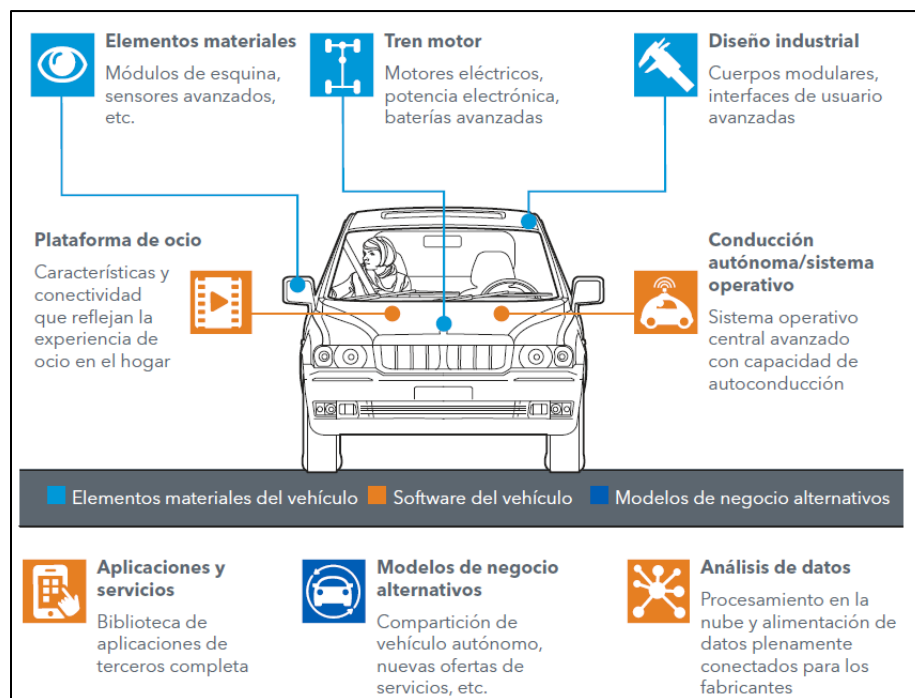 Elementos materiales
Módulos de esquina,
sensores avanzados,
etc.
Tren motor
Motores eléctricos,
potencia electrónica,
baterías avanzadas
Diseño industrial
Cuerpos modulares,
interfaces de usuario
avanzadas
Plataforma de ocio
Características y
conectividad
que reflejan la
experiencia de
ocio en el hogar
Conducción
autónoma/sistema
operativo
Sistema operativo
central avanzado
con capacidad de
autoconducción
Elementos materiales del vehículo
Software del vehículo
Modelos de negocio alternativos
Aplicaciones y
servicios
Biblioteca de
aplicaciones de
terceros completa
Modelos de negocio
alternativos
Compartición de
vehículo autónomo,
nuevas ofertas de
servicios, etc.
Análisis de datos
Procesamiento en la
nube y alimentación de
datos plenamente
conectados para los
fabricantes